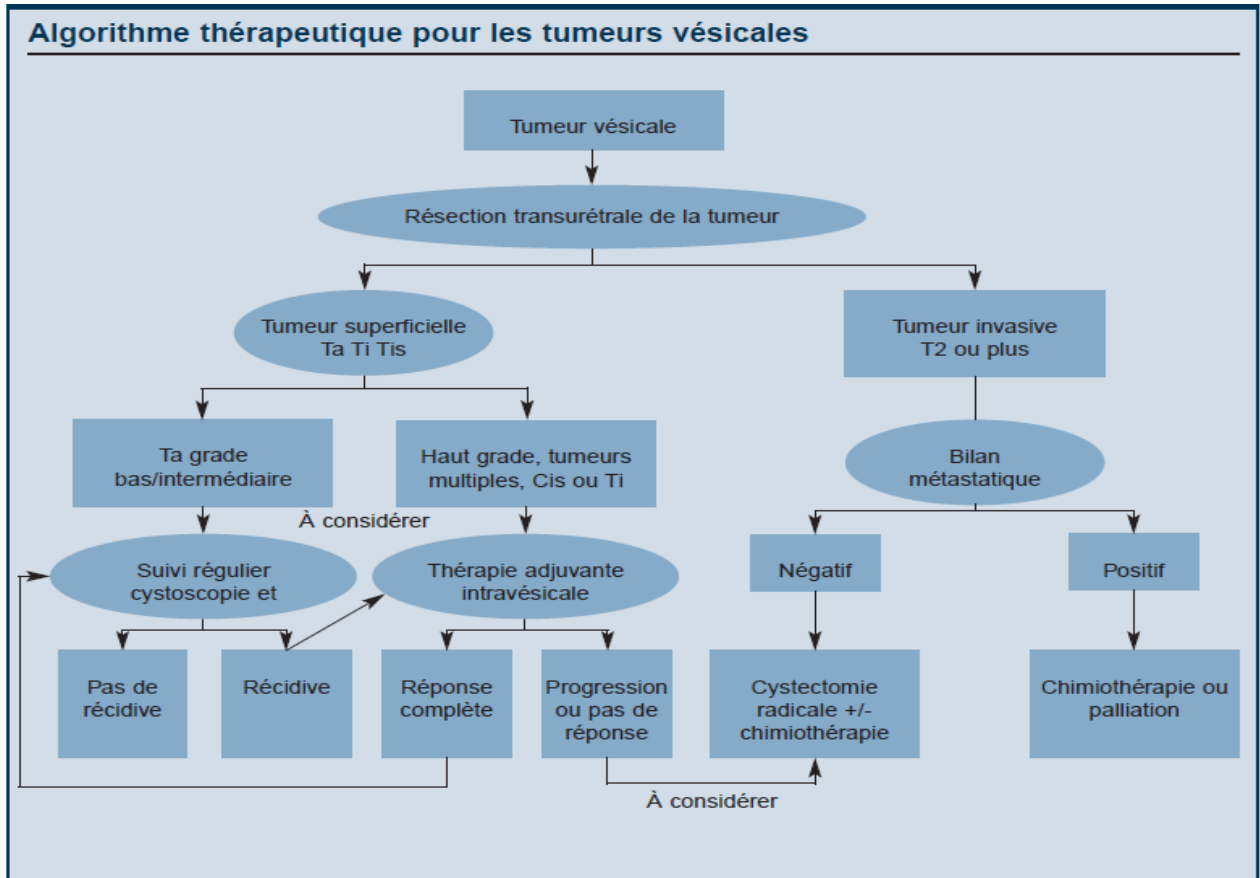 Algorithme thérapeutique pour les tumeurs vésicales
Tumeur vésicale
Résection transurétrale de la tumeur
Tumeur superficielle
Ta Ti Tis
Tumeur invasive
T2 ou plus
Ta grade
bas/intermédiaire
Haut grade, tumeurs
multiples, Cis ou Ti
Bilan
métastatique
À considérer
Suivi régulier
cystoscopie et
Thérapie adjuvante
intravésicale
Négatif
Positif
Pas de
récidive
Récidive
Réponse
complète
Progression
ou pas de
réponse
Cystectomie
radicale +/-
chimiothérapie
Chimiothérapie ou
palliation
À considérer